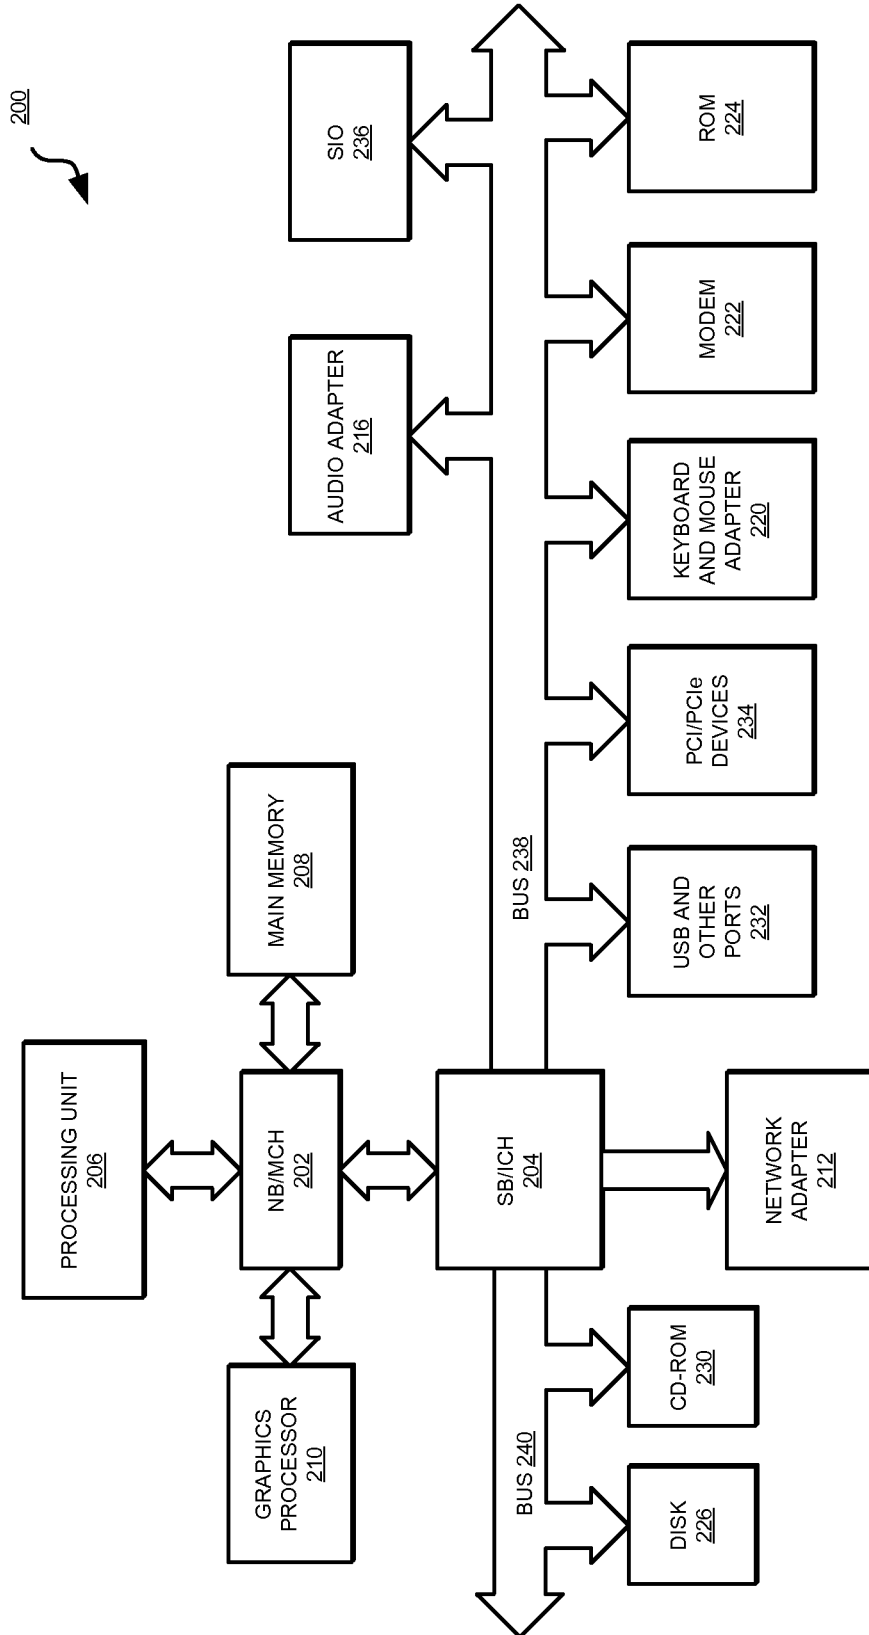 200
PROCESSING UNIT
206
GRAPHICS
PROCESSOR
210
NB/MCH
202
MAIN MEMORY
208
AUDIO ADAPTER
216
SIO
236
SB/ICH
204
BUS 240
BUS 238
DISK
226
CD-ROM
230
NETWORK
ADAPTER
212
USB AND
OTHER
PORTS
232
PCI/PCIe
DEVICES
234
KEYBOARD
AND MOUSE
ADAPTER
220
MODEM
222
ROM
224